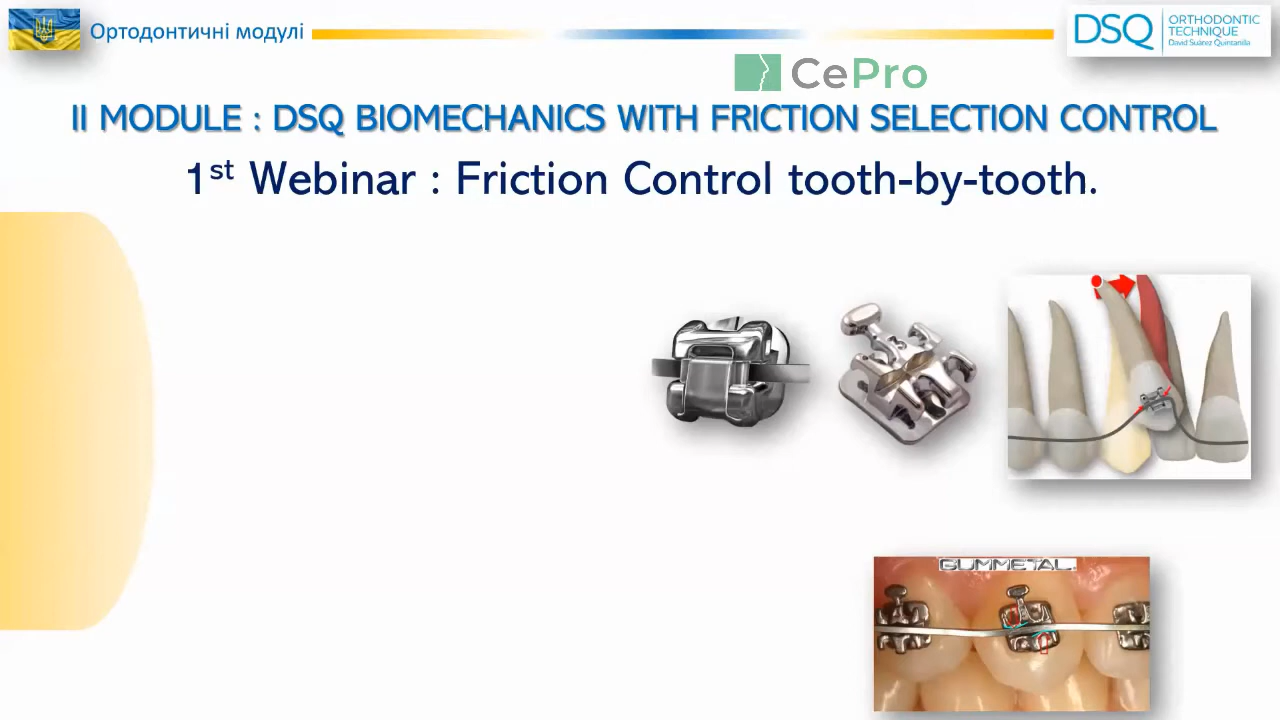 Ортодонтичні модулі
DSQ
ORTHODONTIC
TECHNIQUE
David Suárez Quintanilla
CePro
II MODULE : DSQ BIOMECHANICS WITH FRICTION SELECTION CONTROL
1st Webinar : Friction Control tooth-by-tooth.
GUMMETAL